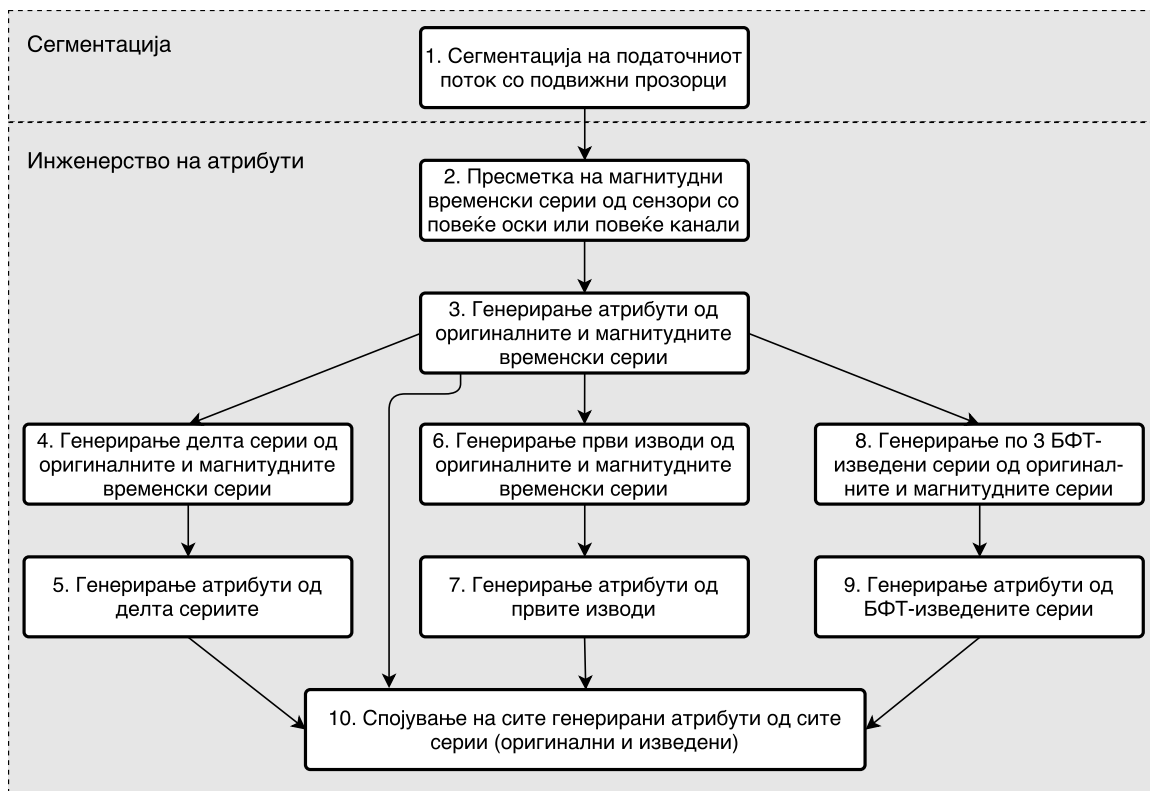 Сегментација
1. Сегментација на податочниот
поток со подвижни прозорци
Инженерство на атрибути
2. Пресметка на магнитудни
временски серии од сензори со
повеќе оски или повеќе канали
3. Генерирање атрибути од
оригиналните и магнитудните
временски серии
4. Генерирање делта серии од
оригиналните и магнитудните
временски серии
6. Генерирање први изводи од
оригиналните и магнитудните
временски серии
8. Генерирање по 3 БФТ-
изведени серии од оригинал-
ните и магнитудните серии
5. Генерирање атрибути од
делта сериите
7. Генерирање атрибути од
првите изводи
9. Генерирање атрибути од
БФТ-изведените серии
10. Спојување на сите генерирани атрибути од сите
серии (оригинални и изведени)